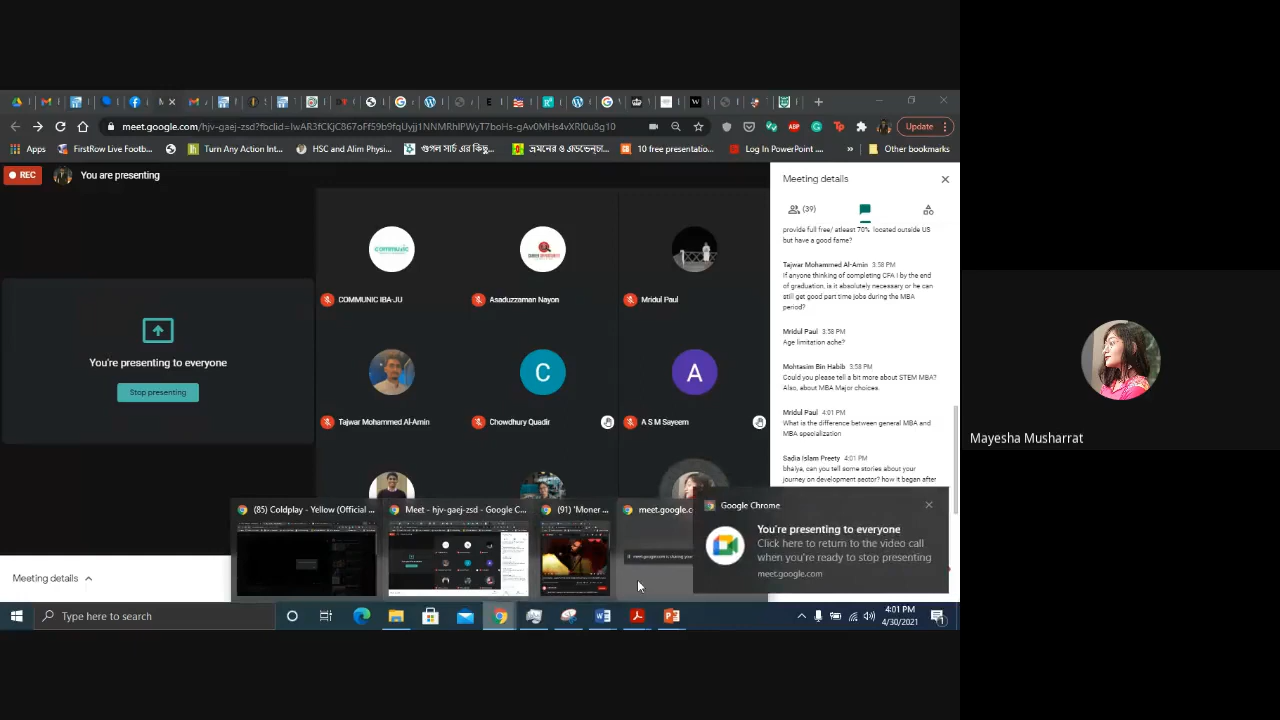 meet.google.com/hjv-gaej-zsd?fbclid=
Update
Apps
FirstRow Live Footb...
Turn Any Action Int...
HSC and Alim Physi...
গুগল সার্চ এর কিছু...
ভ্রমনের ও এডভেঞ্চা...
10 free presentatio...
Log In PowerPoint ...
»
Other bookmarks
REC
You are presenting
Meeting details
(39)
provide full free/ atleast 70% located outside US
but have a good fame?
Tajwar Mohammed Al-Amin 3:58 PM
If anyone thinking of completing CFA I by the end
of graduation, is it absolutely necessary or he can
still get good part time jobs during the MBA
period?
Mridul Paul 3:58 PM
Age limitation ache?
Mohtasim Bin Habib 3:58 PM
Could you please tell a bit more about STEM MBA?
Also, about MBA Major choices.
Mridul Paul 4:01 PM
What is the difference between general MBA and
MBA specialization
Sadia Islam Preety 4:01 PM
bhaiya, can you tell some stories about your
journey on development sector? how it began after
You're presenting to everyone
Stop presenting
communic
COMMUNIC IBA-JU
Asaduzzaman Nayon
Mridul Paul
Tajwar Mohammed Al-Amin
C
Chowdhury Quadir
A
A S M Sayeem
(85) Coldplay - Yellow (Official ...
Meet - hjv-gaej-zsd - Google C...
(91) 'Moner ...
meet.google.c
Google Chrome
You're presenting to everyone
Click here to return to the video call
when you're ready to stop presenting
meet.google.com
Meeting details
Type here to search
4:01 PM
4/30/2021
1
Mayesha Musharrat